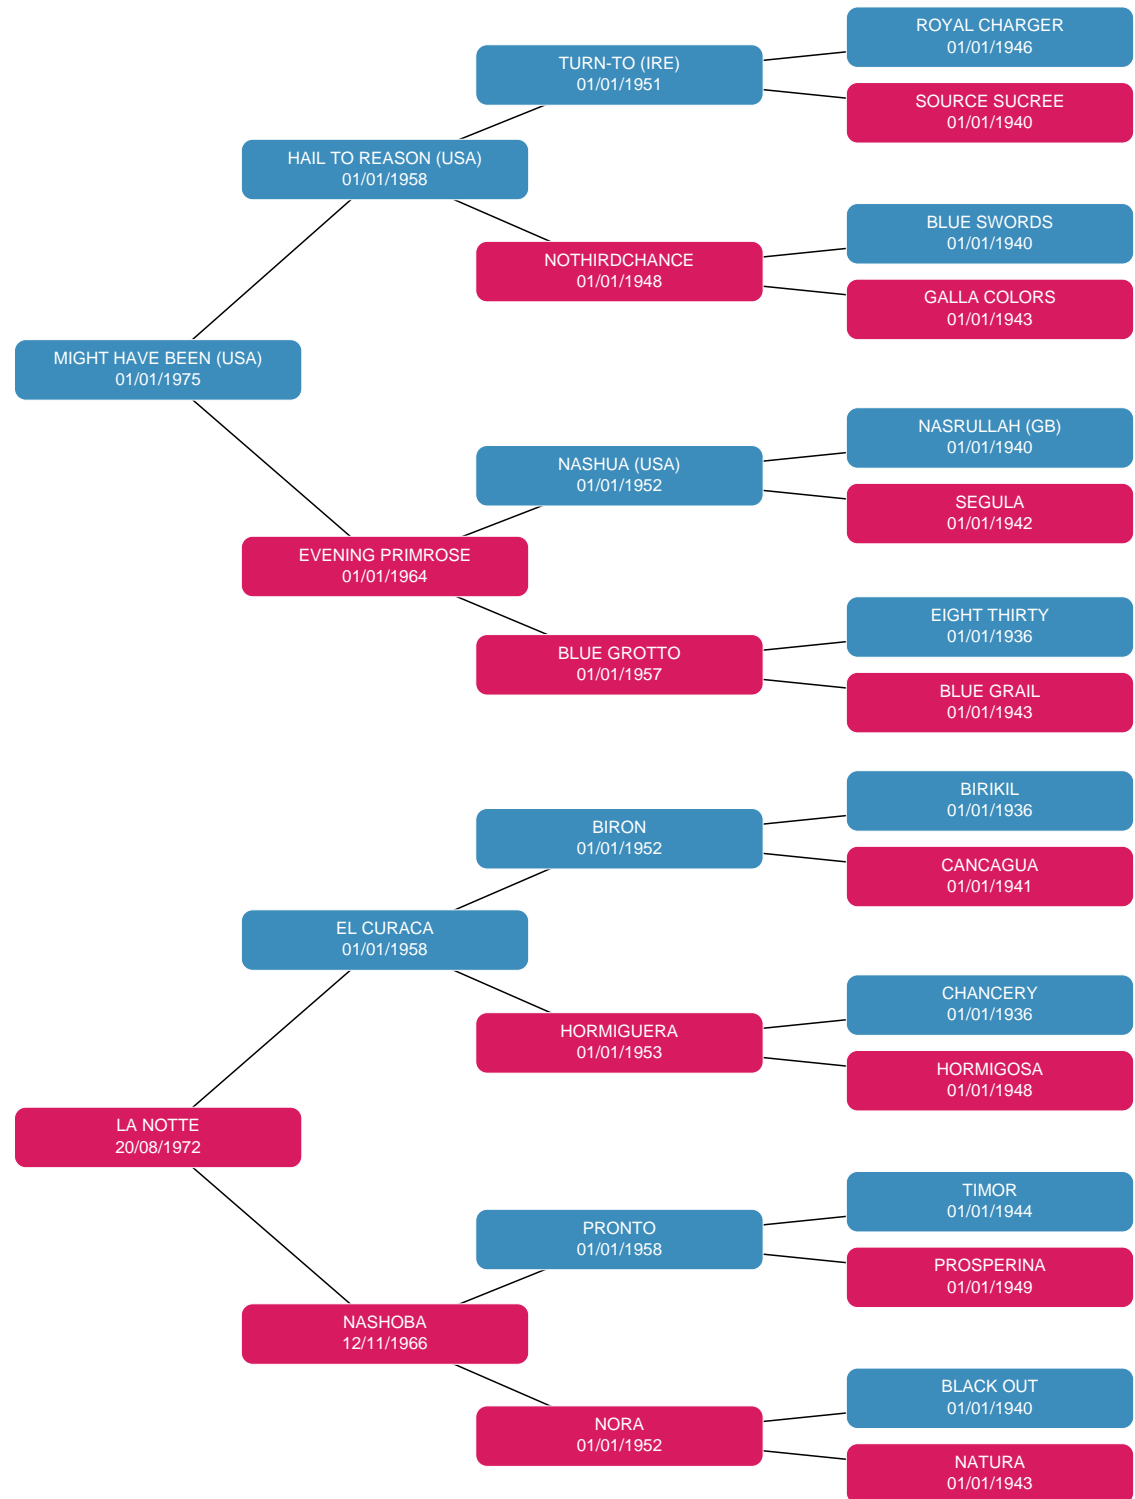 ROYAL CHARGER
01/01/1946
TURN-TO (IRE)
01/01/1951
SOURCE SUCREE
01/01/1940
HAIL TO REASON (USA)
01/01/1958
BLUE SWORDS
01/01/1940
NOTHIRDCHANCE
01/01/1948
GALLA COLORS
01/01/1943
MIGHT HAVE BEEN (USA)
01/01/1975
NASRULLAH (GB)
01/01/1940
NASHUA (USA)
01/01/1952
SEGULA
01/01/1942
EVENING PRIMROSE
01/01/1964
EIGHT THIRTY
01/01/1936
BLUE GROTTO
01/01/1957
BLUE GRAIL
01/01/1943
BIRIKIL
01/01/1936
BIRON
01/01/1952
CANCAGUA
01/01/1941
EL CURACA
01/01/1958
CHANCERY
01/01/1936
HORMIGUERA
01/01/1953
HORMIGOSA
01/01/1948
LA NOTTE
20/08/1972
TIMOR
01/01/1944
PRONTO
01/01/1958
PROSPERINA
01/01/1949
NASHOBA
12/11/1966
BLACK OUT
01/01/1940
NORA
01/01/1952
NATURA
01/01/1943